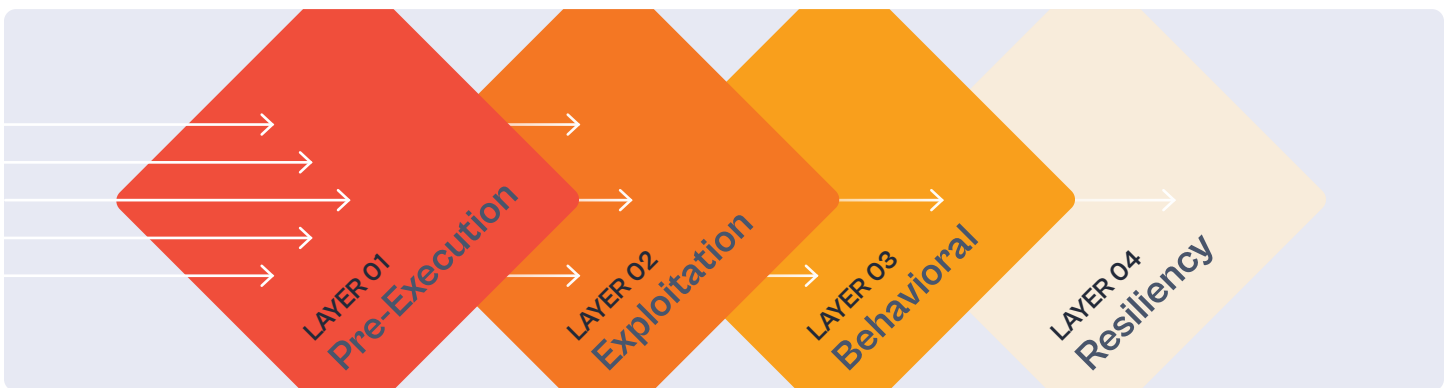 LAYER 01
Pre-Execution
LAYER 02
Exploitation
LAYER 03
Behavioral
LAYER 04
Resiliency